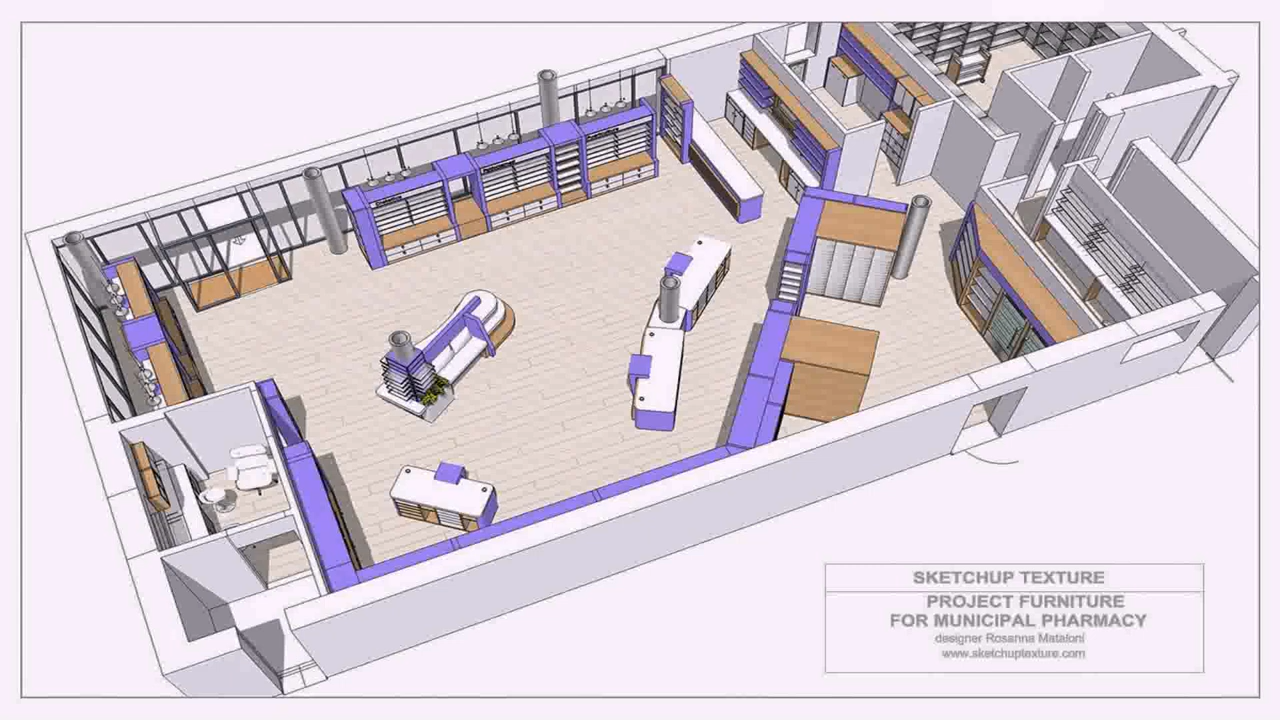 SKETCHUP TEXTURE
PROJECT FURNITURE
FOR MUNICIPAL PHARMACY
designer Rosanna Mataloni
www.sketchuptexture.com